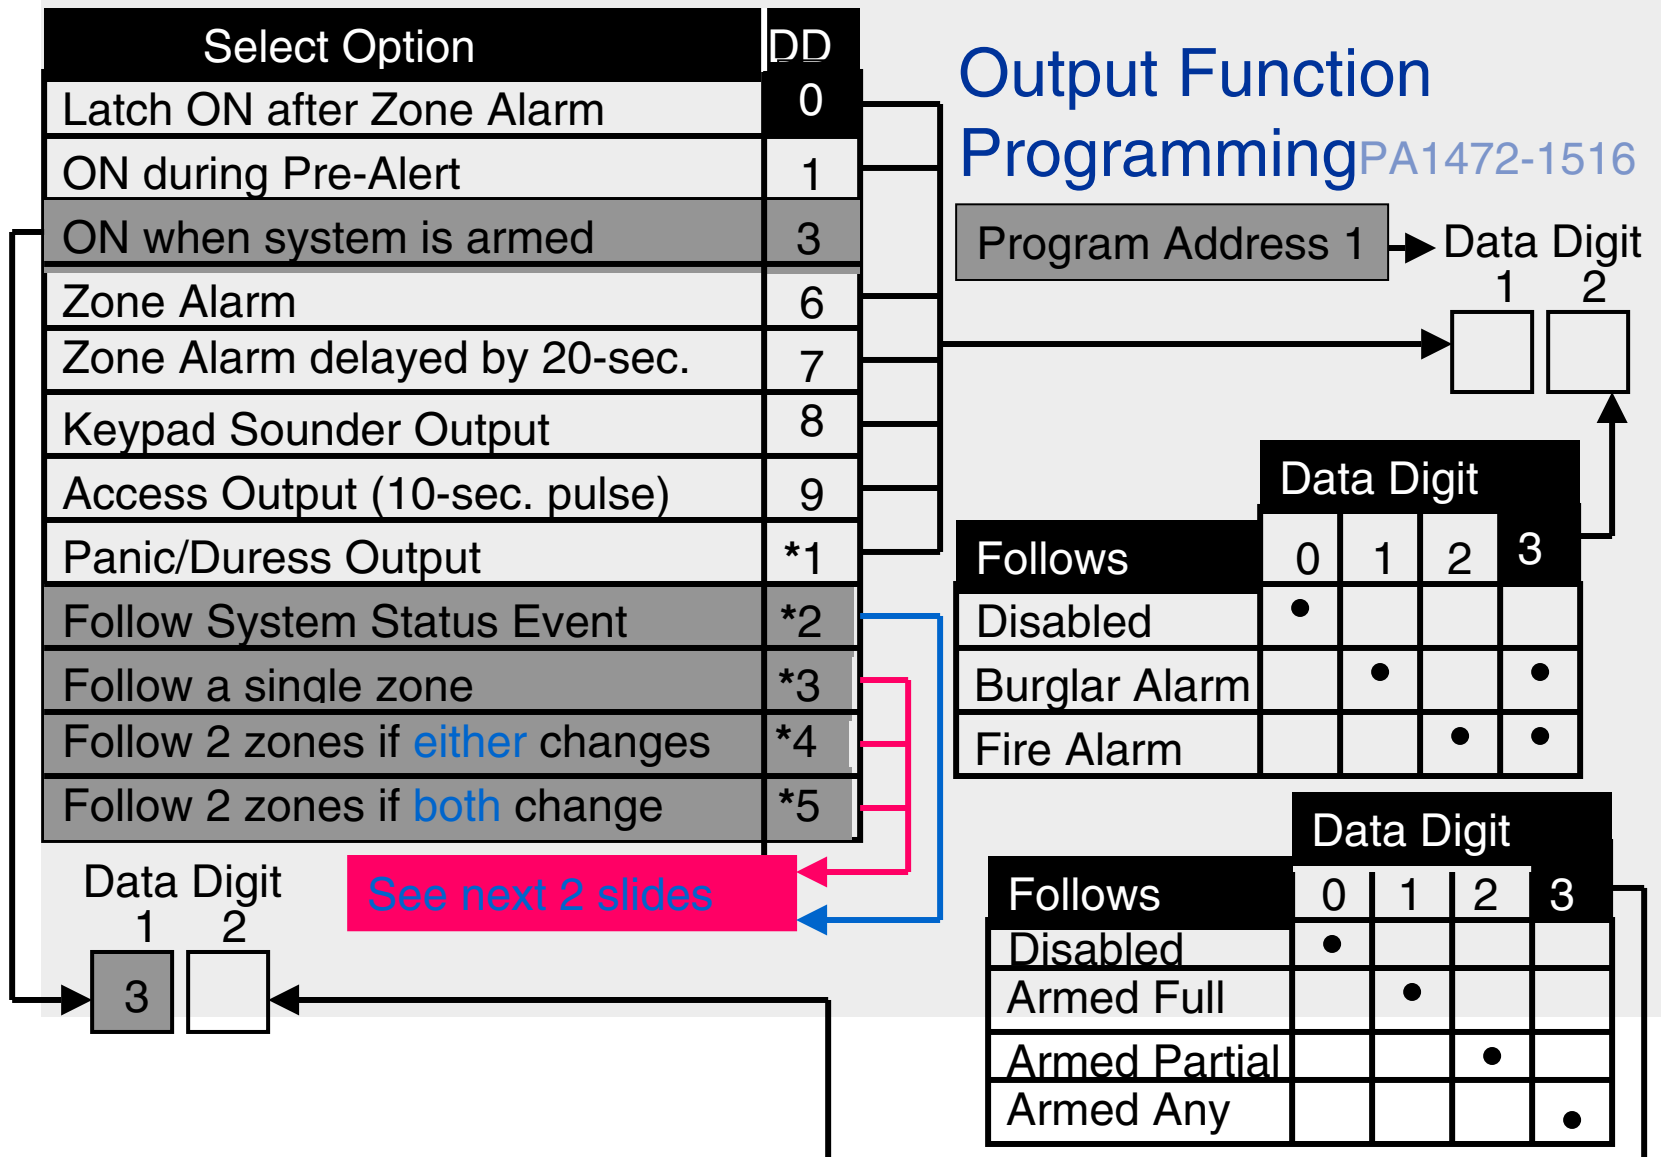 Select Option DD
Latch ON after Zone Alarm 0
ON during Pre-Alert 1
ON when system is armed 3
Zone Alarm 6
Zone Alarm delayed by 20-sec. 7
Keypad Sounder Output 8
Access Output (10-sec. pulse) 9
Panic/Duress Output *1
Follow System Status Event *2
Follow a single zone *3
Follow 2 zones if either changes *4
Follow 2 zones if both change *5
See next 2 slides
Data Digit
1 2
3
Output Function
Programming PA1472-1516
Program Address 1
Data Digit
1 2
Data Digit
Follows 0 1 2 3
Disabled •
Burglar Alarm • •
Fire Alarm • •
Data Digit
Follows 0 1 2 3
Disabled •
Armed Full •
Armed Partial •
Armed Any •